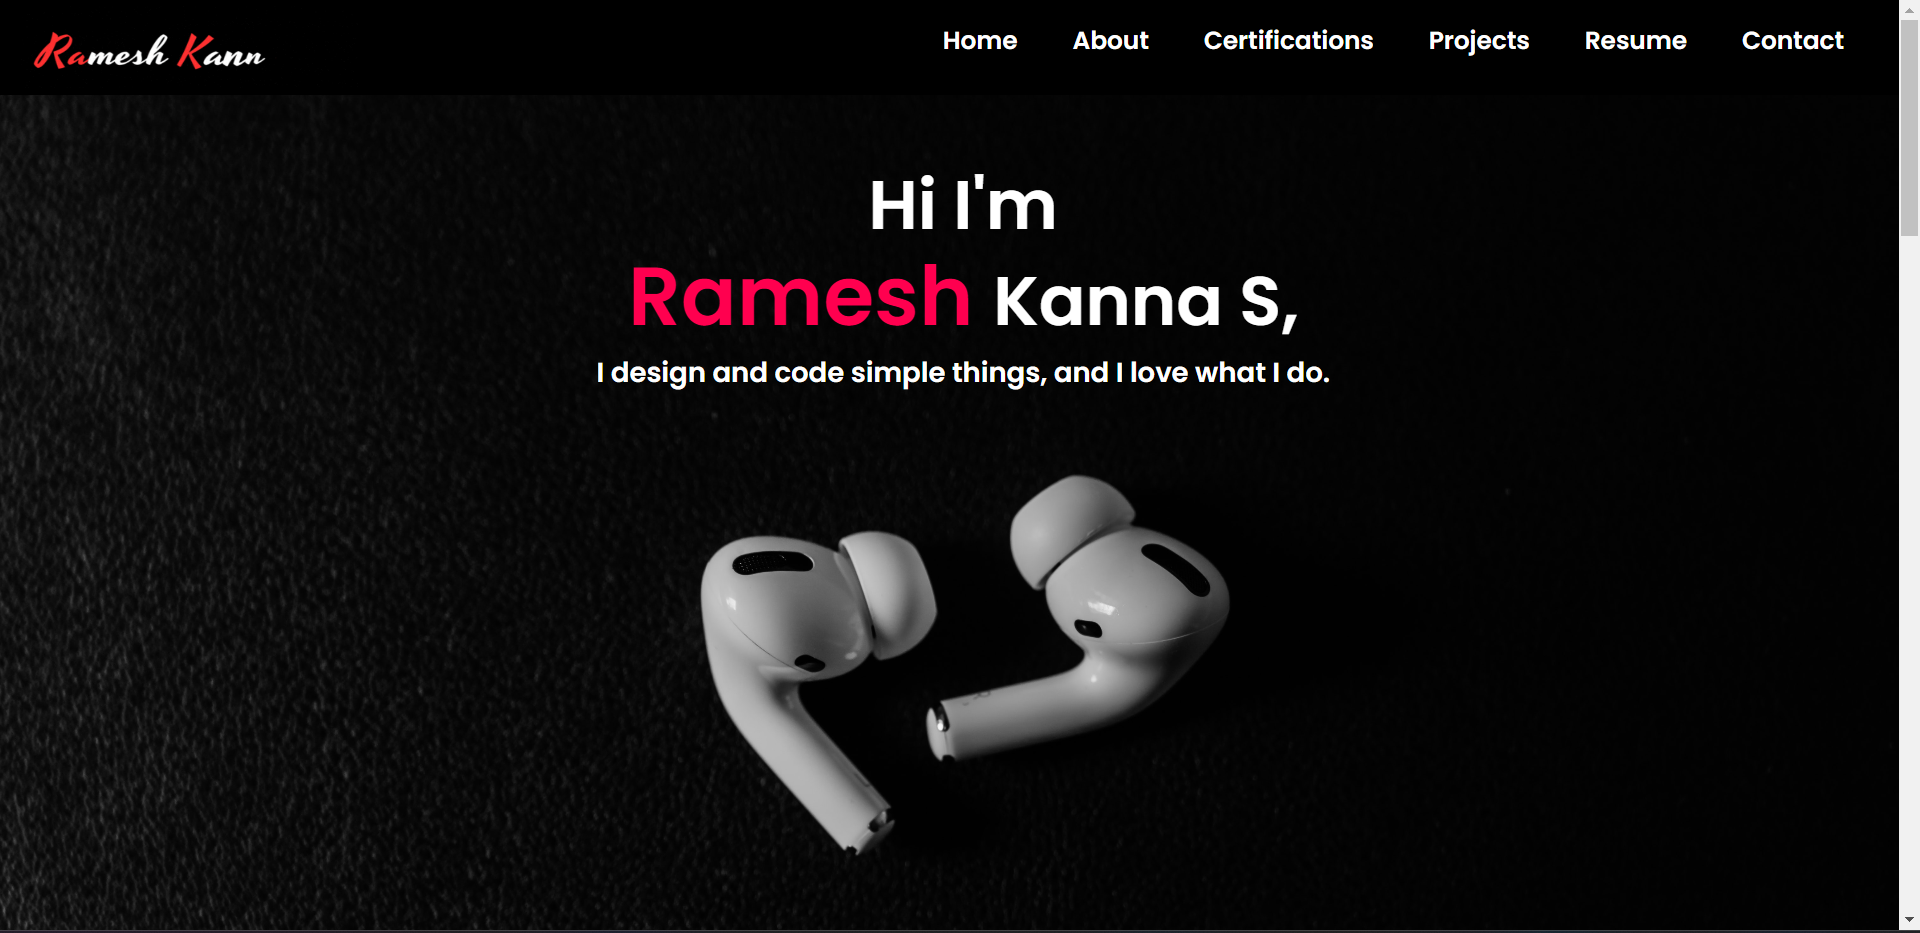 Ramesh Kann
Home About Certifications Projects Resume Contact
Hi I'm
Ramesh Kanna S,
I design and code simple things, and I love what I do.
R